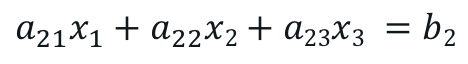 a₂₁x₁ + a₂₂x₂ + a₂₃x₃ = b₂